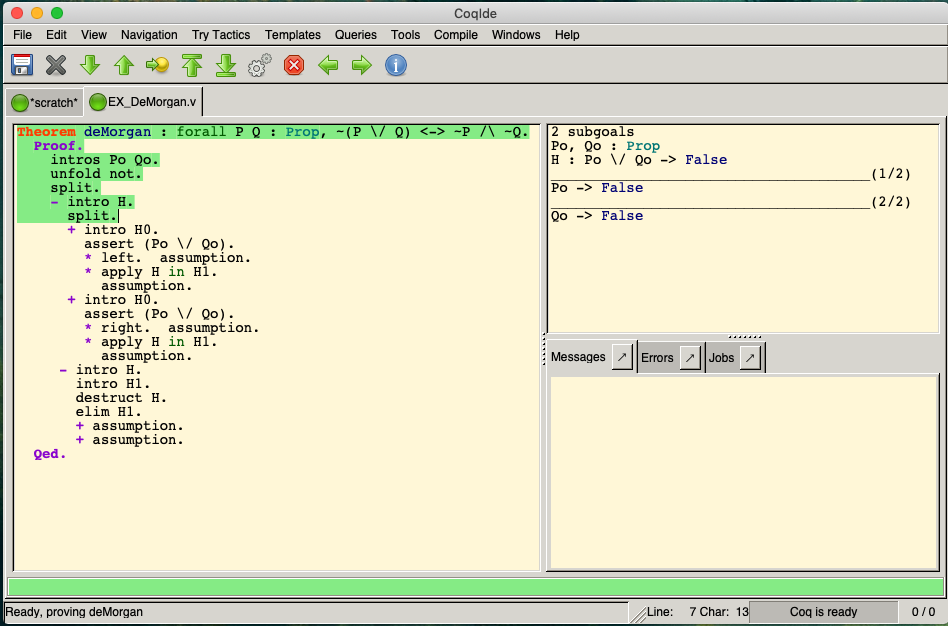 CoqIde
File Edit View Navigation Try Tactics Templates Queries Tools Compile Windows Help
*scratch* EX_DeMorgan.v
Theorem deMorgan : forall P Q : Prop, ~(P \/ Q) <-> ~P /\ ~Q.
Proof.
intros Po Qo.
unfold not.
split.
- intro H.
split.
+ intro H0.
assert (Po \/ Qo).
* left.  assumption.
* apply H in H1.
assumption.
+ intro H0.
assert (Po \/ Qo).
* right.  assumption.
* apply H in H1.
assumption.
- intro H.
intro H1.
destruct H.
elim H1.
+ assumption.
+ assumption.
Qed.
2 subgoals
Po, Qo : Prop
H : Po \/ Qo -> False
______________________________________(1/2)
Po -> False
______________________________________(2/2)
Qo -> False
Messages Errors Jobs
Ready, proving deMorgan
Line: 7 Char: 13
Coq is ready
0 / 0